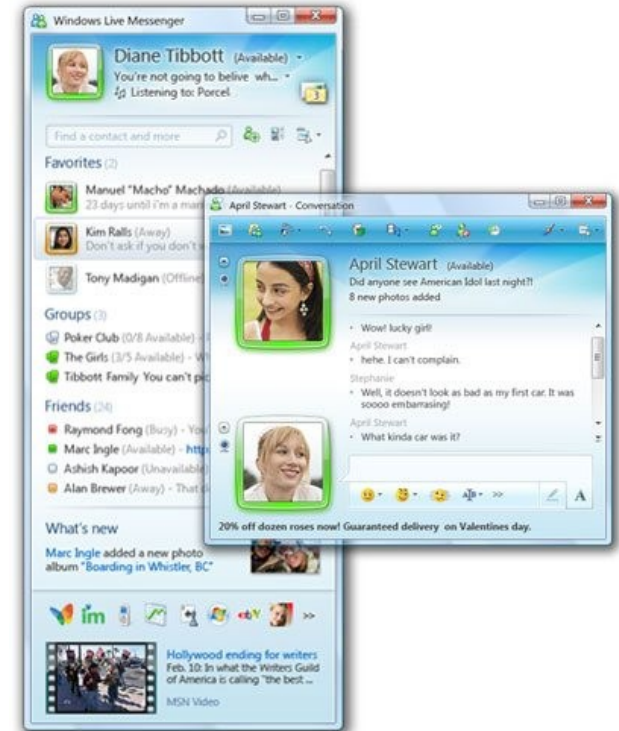 Windows Live Messenger
Diane Tibbott (Available)
You're not going to belive wh...
Listening to: Porcel
3
Find a contact and more
Favorites (2)
Manuel "Macho" Machado (Available)
23 days until i'm a mar
Kim Ralls (Away)
Don't ask if you don't w
Tony Madigan (Offline)
Groups (3)
Poker Club (0/8 Available) -
The Girls (3/5 Available) - W
Tibbott Family You can't pic
Friends (24)
Raymond Fong (Busy) - You
Marc Ingle (Available) - http
Ashish Kapoor (Unavailable
Alan Brewer (Away) - That d
What's new
Marc Ingle added a new photo
album "Boarding in Whistler, BC"
im
ebY
>>
Hollywood ending for writers
Feb. 10: In what the Writers Guild
of America is calling "the best ...
MSN Video
April Stewart - Conversation
April Stewart (Available)
Did anyone see American Idol last night?!
8 new photos added
• Wow! lucky girl!
April Stewart
• hehe. I can't complain.
Stephanie
• Well, it doesn't look as bad as my first car. It was
soooo embarrasing!
April Stewart
• What kinda car was it?
>>
A
20% off dozen roses now! Guaranteed delivery on Valentines day.